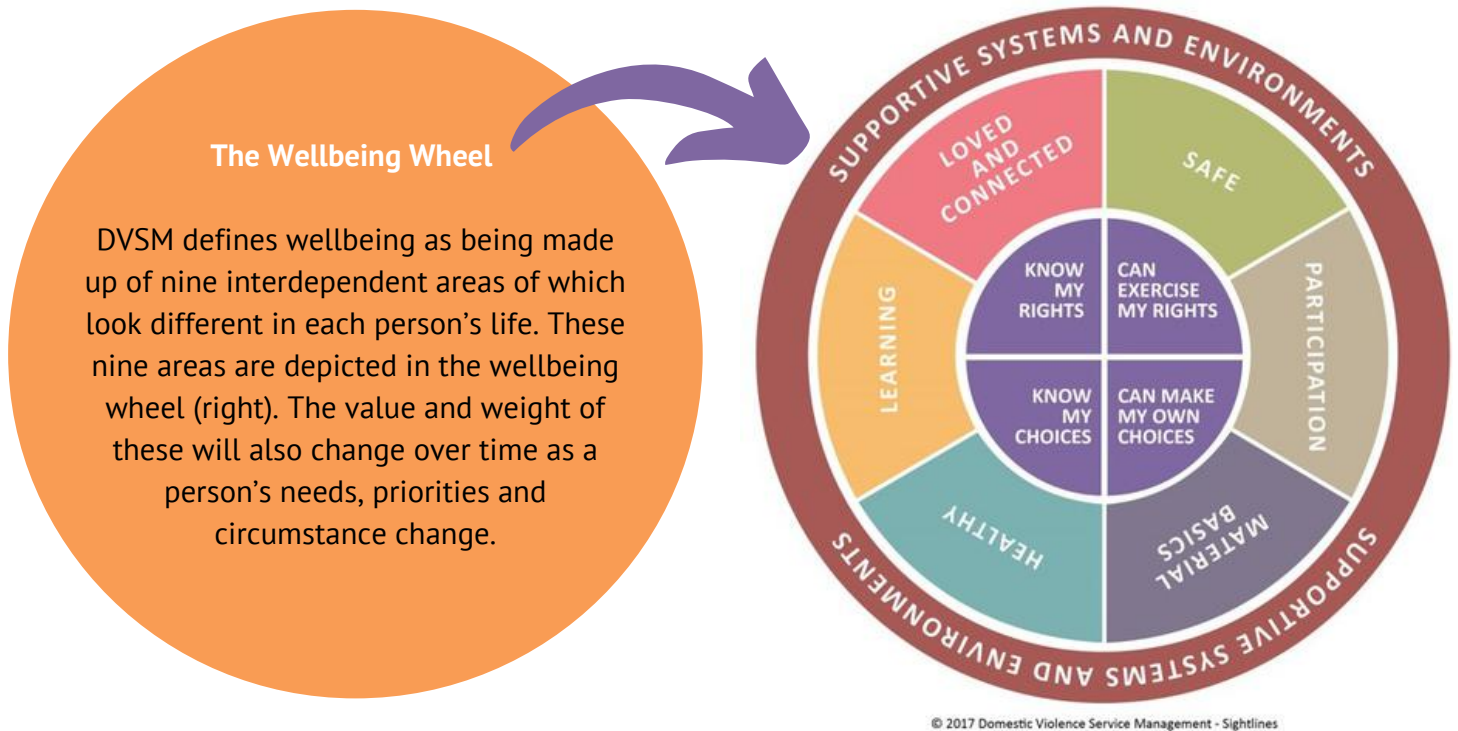 The Wellbeing Wheel
DVSM defines wellbeing as being made
up of nine interdependent areas of which
look different in each person’s life. These
nine areas are depicted in the wellbeing
wheel (right). The value and weight of
these will also change over time as a
person’s needs, priorities and
circumstance change.
SUPPORTIVE SYSTEMS AND ENVIRONMENTS
LOVED
AND
CONNECTED
SAFE
PARTICIPATION
MATERIAL
BASICS
HEALTHY
LEARNING
KNOW
MY
RIGHTS
CAN
EXERCISE
MY RIGHTS
KNOW
MY
CHOICES
CAN MAKE
MY OWN
CHOICES
SUPPORTIVE SYSTEMS AND ENVIRONMENTS
© 2017 Domestic Violence Service Management - Sightlines